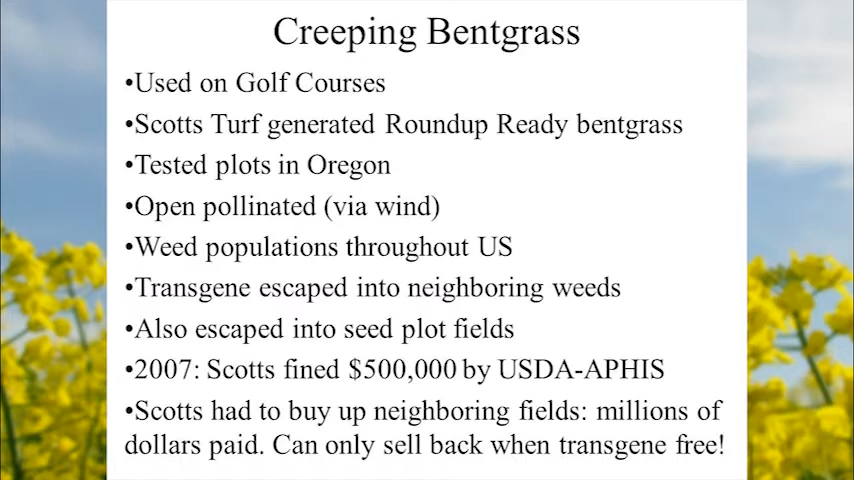 Creeping Bentgrass
•Used on Golf Courses
•Scotts Turf generated Roundup Ready bentgrass
•Tested plots in Oregon
•Open pollinated (via wind)
•Weed populations throughout US
•Transgene escaped into neighboring weeds
•Also escaped into seed plot fields
•2007: Scotts fined $500,000 by USDA-APHIS
•Scotts had to buy up neighboring fields: millions of
dollars paid. Can only sell back when transgene free!